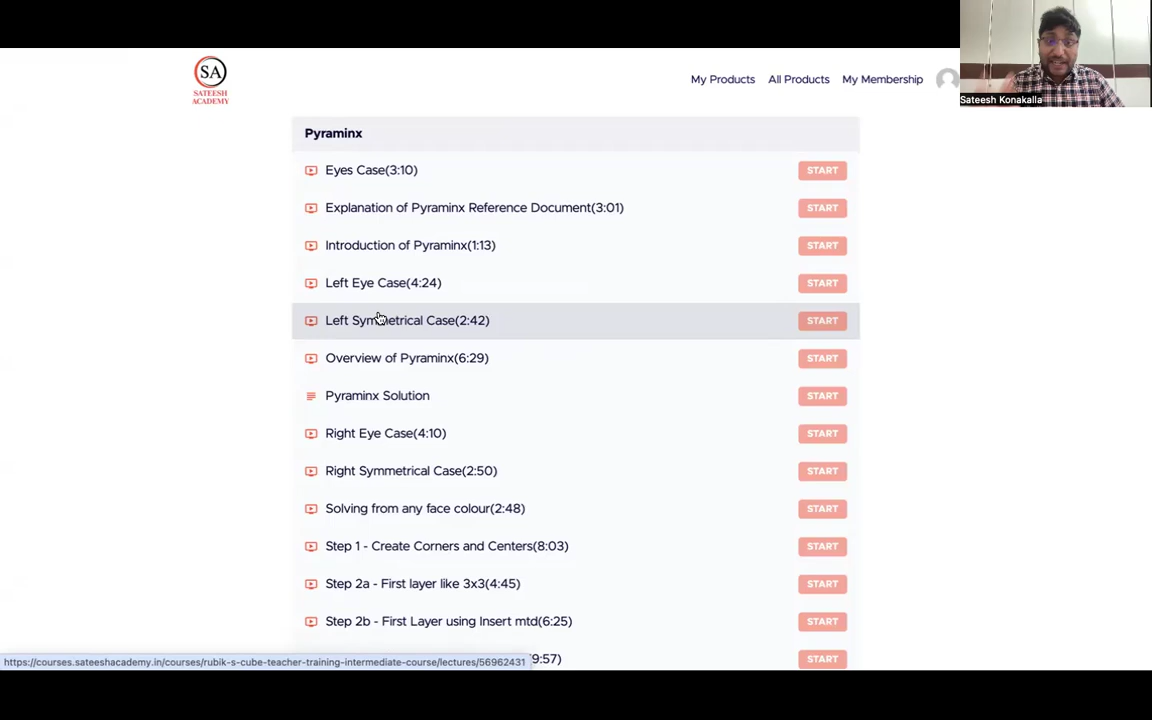 SA
SATEESH
ACADEMY
My Products All Products My Membership
Sateesh Konakalla
Pyraminx
Eyes Case(3:10) START
Explanation of Pyraminx Reference Document(3:01) START
Introduction of Pyraminx(1:13) START
Left Eye Case(4:24) START
Left Symmetrical Case(2:42) START
Overview of Pyraminx(6:29) START
Pyraminx Solution START
Right Eye Case(4:10) START
Right Symmetrical Case(2:50) START
Solving from any face colour(2:48) START
Step 1 - Create Corners and Centers(8:03) START
Step 2a - First layer like 3x3(4:45) START
Step 2b - First Layer using Insert mtd(6:25) START
9:57) START
https://courses.sateeshacademy.in/courses/rubik-s-cube-teacher-training-intermediate-course/lectures/56962431